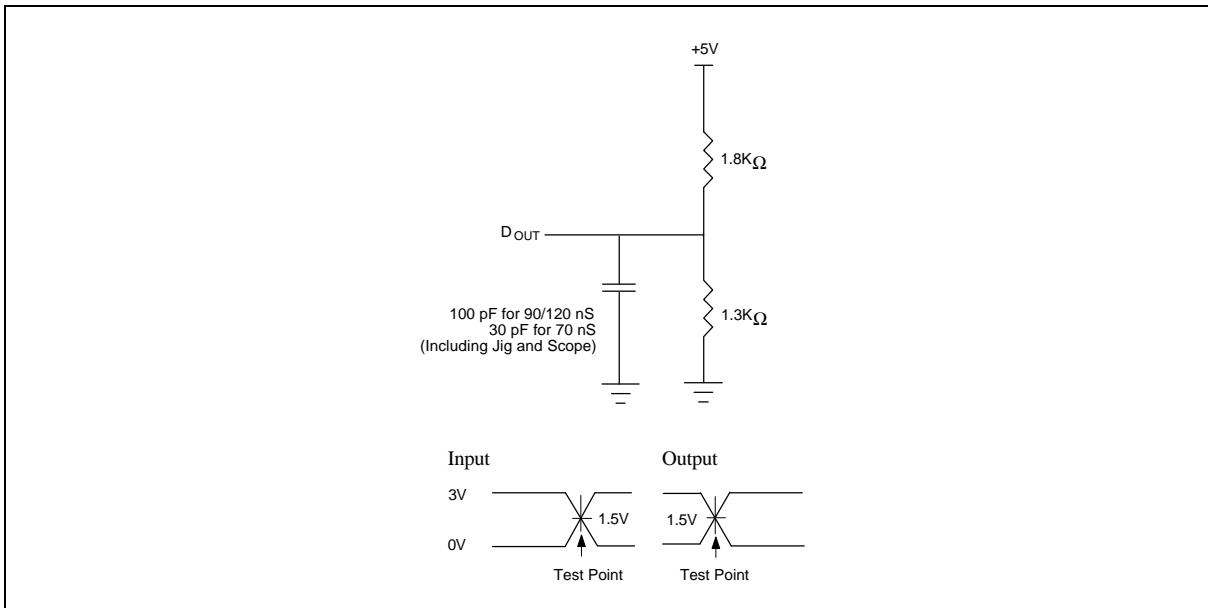 +5V
1.8KΩ
D OUT
100 pF for 90/120 nS
30 pF for 70 nS
(Including Jig and Scope)
1.3KΩ
Input
Output
3V
1.5V
1.5V
0V
Test Point
Test Point